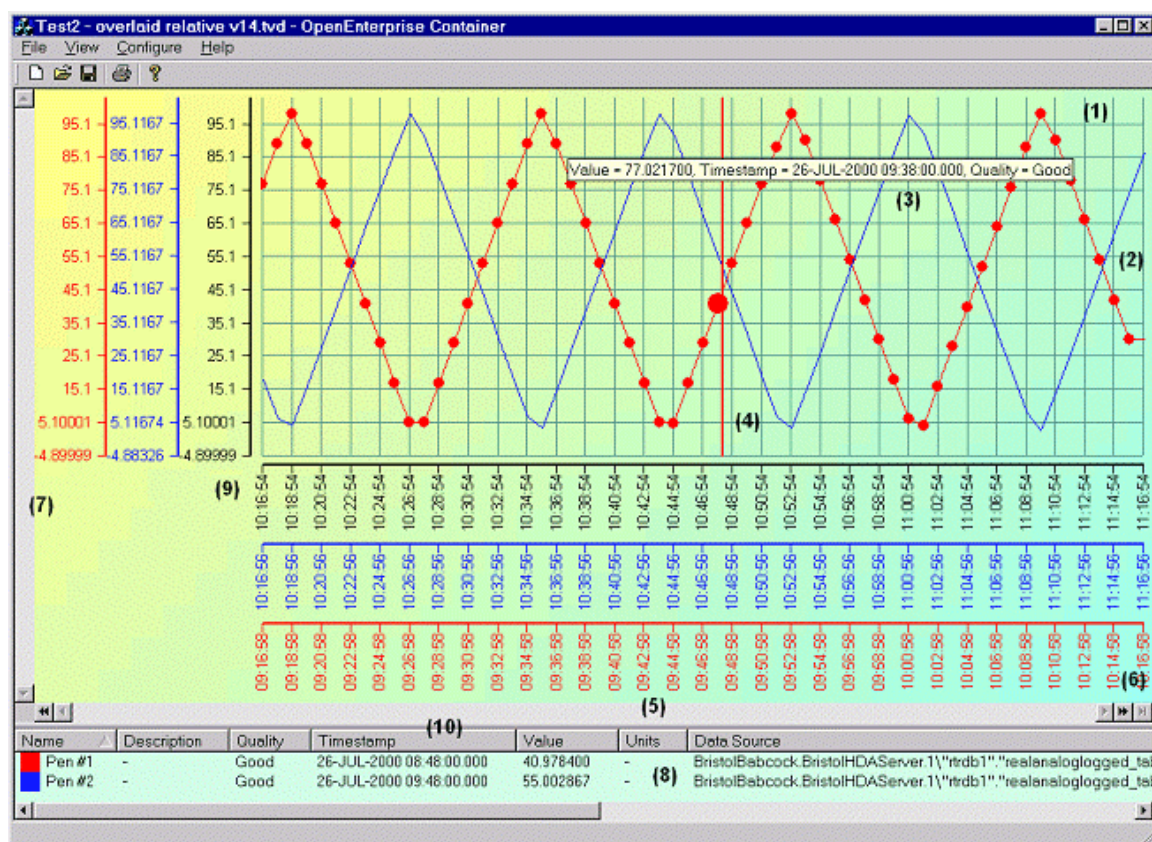 Test2 - overlaid relative v14.tvd - OpenEnterprise Container
File View Configure Help
(1)
95.1 95.1167 95.1
85.1 85.1167 85.1
Value = 77.021700, Timestamp = 26-JUL-2000 09:38:00.000, Quality = Good
75.1 75.1167 75.1
(3)
65.1 65.1167 65.1
55.1 55.1167 55.1
(2)
45.1 45.1167 45.1
35.1 35.1167 35.1
25.1 25.1167 25.1
15.1 15.1167 15.1
5.10001 5.11674 5.10001
(4)
-4.89999 -4.88326 -4.89999
(9)
(7)
10:16:54 10:18:54 10:20:54 10:22:54 10:24:54 10:26:54 10:28:54 10:30:54 10:32:54 10:34:54 10:36:54 10:38:54 10:40:54 10:42:54 10:44:54 10:46:54 10:48:54 10:50:54 10:52:54 10:54:54 10:56:54 10:58:54 11:00:54 11:02:54 11:04:54 11:06:54 11:08:54 11:10:54 11:12:54 11:14:54 11:16:54
10:16:56 10:18:56 10:20:56 10:22:56 10:24:56 10:26:56 10:28:56 10:30:56 10:32:56 10:34:56 10:36:56 10:38:56 10:40:56 10:42:56 10:44:56 10:46:56 10:48:56 10:50:56 10:52:56 10:54:56 10:56:56 10:58:56 11:00:56 11:02:56 11:04:56 11:06:56 11:08:56 11:10:56 11:12:56 11:14:56 11:16:56
09:16:58 09:18:58 09:20:58 09:22:58 09:24:58 09:26:58 09:28:58 09:30:58 09:32:58 09:34:58 09:36:58 09:38:58 09:40:58 09:42:58 09:44:58 09:46:58 09:48:58 09:50:58 09:52:58 09:54:58 09:56:58 09:58:58 10:00:58 10:02:58 10:04:58 10:06:58 10:08:58 10:10:58 10:12:58 10:14:58 10:16:58
(6)
(5)
(10)
Name Description Quality Timestamp Value Units Data Source
Pen #1 - Good 26-JUL-2000 08:48:00.000 40.978400 - BristolBabcock.BristolHDAServer.1\"rtrdb1"."realanaloglogged_tal
(8)
Pen #2 - Good 26-JUL-2000 09:48:00.000 55.002867 - BristolBabcock.BristolHDAServer.1\"rtrdb1"."realanaloglogged_tal